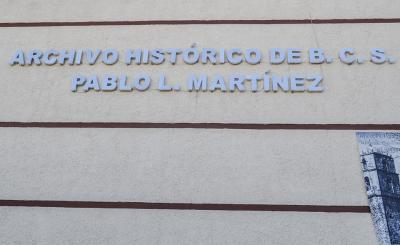 ARCHIVO HISTÓRICO DE B. C. S.
PABLO L. MARTÍNEZ